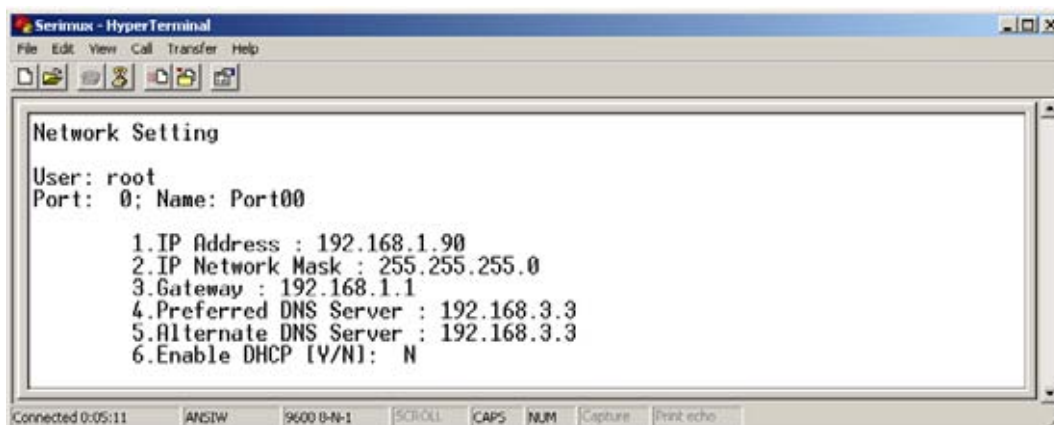 Serimux - HyperTerminal
File Edit View Call Transfer Help
Network Setting
User: root
Port: 0; Name: Port00
1.IP Address : 192.168.1.90
2.IP Network Mask : 255.255.255.0
3.Gateway : 192.168.1.1
4.Preferred DNS Server : 192.168.3.3
5.Alternate DNS Server : 192.168.3.3
6.Enable DHCP [Y/N]: N
Connected 0:05:11 ANSIW 9600 8-N-1 SCROLL CAPS NUM Capture Print echo